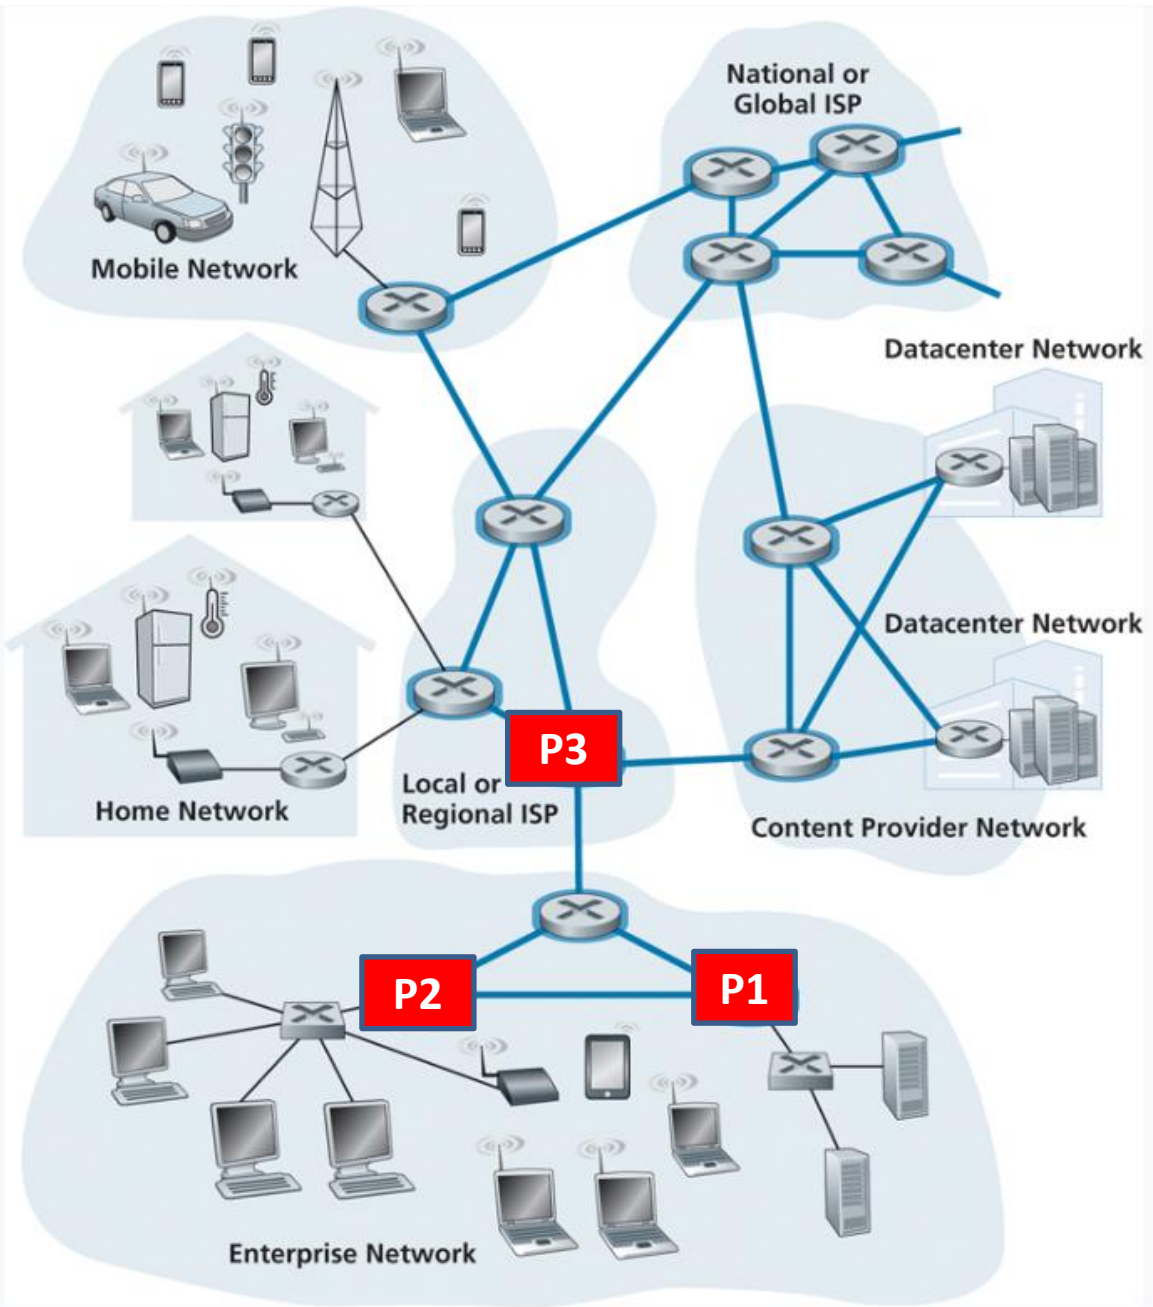 National or
Global ISP
Mobile Network
Datacenter Network
Datacenter Network
P3
Local or
Regional ISP
Home Network
Content Provider Network
P2
P1
Enterprise Network